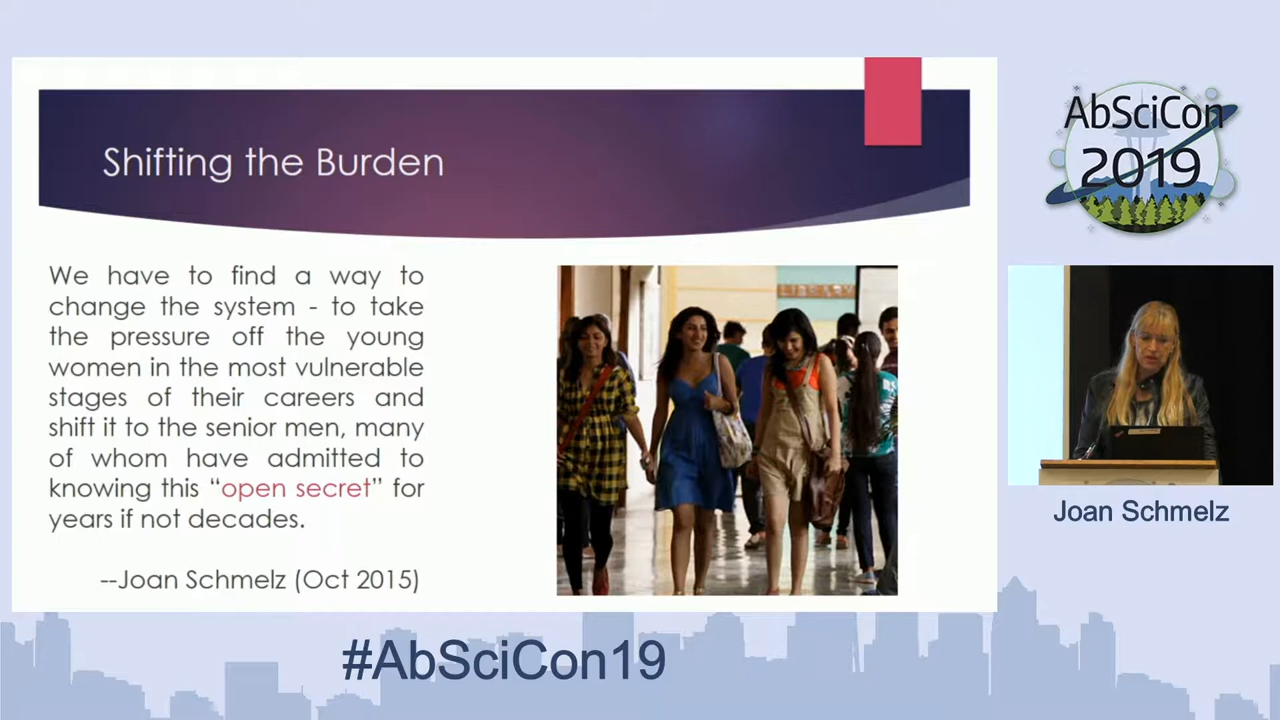 Shifting the Burden
We have to find a way to
change the system - to take
the pressure off the young
women in the most vulnerable
stages of their careers and
shift it to the senior men, many
of whom have admitted to
knowing this “open secret” for
years if not decades.
--Joan Schmelz (Oct 2015)
AbSciCon
2019
Joan Schmelz
#AbSciCon19